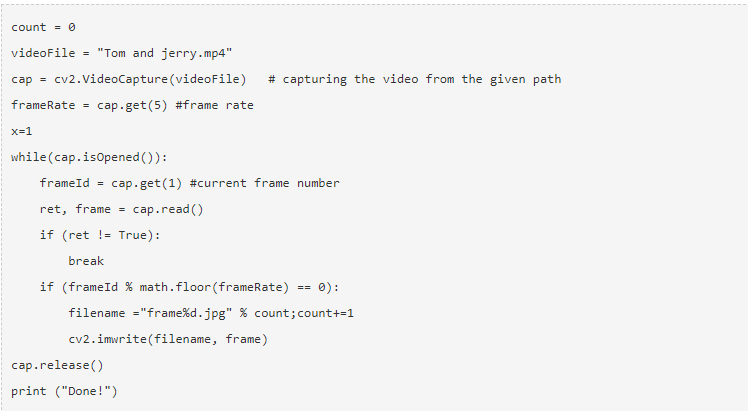 count = 0
videoFile = "Tom and jerry.mp4"
cap = cv2.VideoCapture(videoFile)   # capturing the video from the given path
frameRate = cap.get(5) #frame rate
x=1
while(cap.isOpened()):
    frameId = cap.get(1) #current frame number
    ret, frame = cap.read()
    if (ret != True):
        break
    if (frameId % math.floor(frameRate) == 0):
        filename ="frame%d.jpg" % count;count+=1
        cv2.imwrite(filename, frame)
cap.release()
print ("Done!")